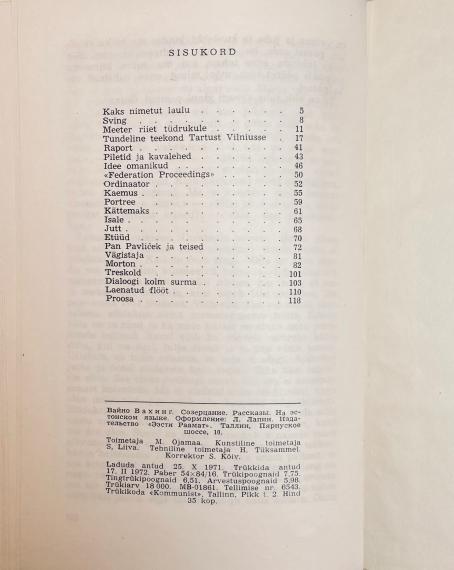 SISUKORD
Kaks nimetut laulu . . . . . . 5
Sving . . . . . . . . . 8
Meeter riiet tüdrukule . . . . . 11
Tundeline teekond Tartust Vilniusse . . 17
Raport . . . . . . . . . 41
Piletid ja kavalehed . . . . . . 43
Idee omanikud . . . . . . . 46
«Federation Proceedings» . . . . . 50
Ordinaator . . . . . . . . 52
Kaemus . . . . . . . . . 55
Portree . . . . . . . . . 59
Kättemaks . . . . . . . . 61
Isale . . . . . . . . . 65
Jutt . . . . . . . . . 68
Etüüd . . . . . . . . . 70
Pan Pavlíček ja teised . . . . . 72
Vägistaja . . . . . . . . 81
Morton . . . . . . . . . 82
Treskold . . . . . . . . 101
Dialoogi kolm surma . . . . . . 103
Laenatud flööt . . . . . . . 110
Proosa . . . . . . . . . 118
Вайно Вахинг. Созерцание. Рассказы. На эс-
тонском языке. Оформление: Л. Лапин. Изда-
тельство «Ээсти Раамат». Таллин, Пярнуское
шоссе, 10.
Toimetaja M. Ojamaa. Kunstiline toimetaja
S. Liiva. Tehniline toimetaja H. Tüksammel.
Korrektor S. Kõiv.
Laduda antud 25. X 1971. Trükkida antud
17. II 1972. Paber 54×84/16. Trükipoognaid 7,75.
Tingtrükipoognaid 6,51. Arvestuspoognaid 5,98.
Trükiarv 18 000. MB-01861. Tellimise nr. 6543.
Trükikoda «Kommunist», Tallinn, Pikk t. 2. Hind
35 kop.